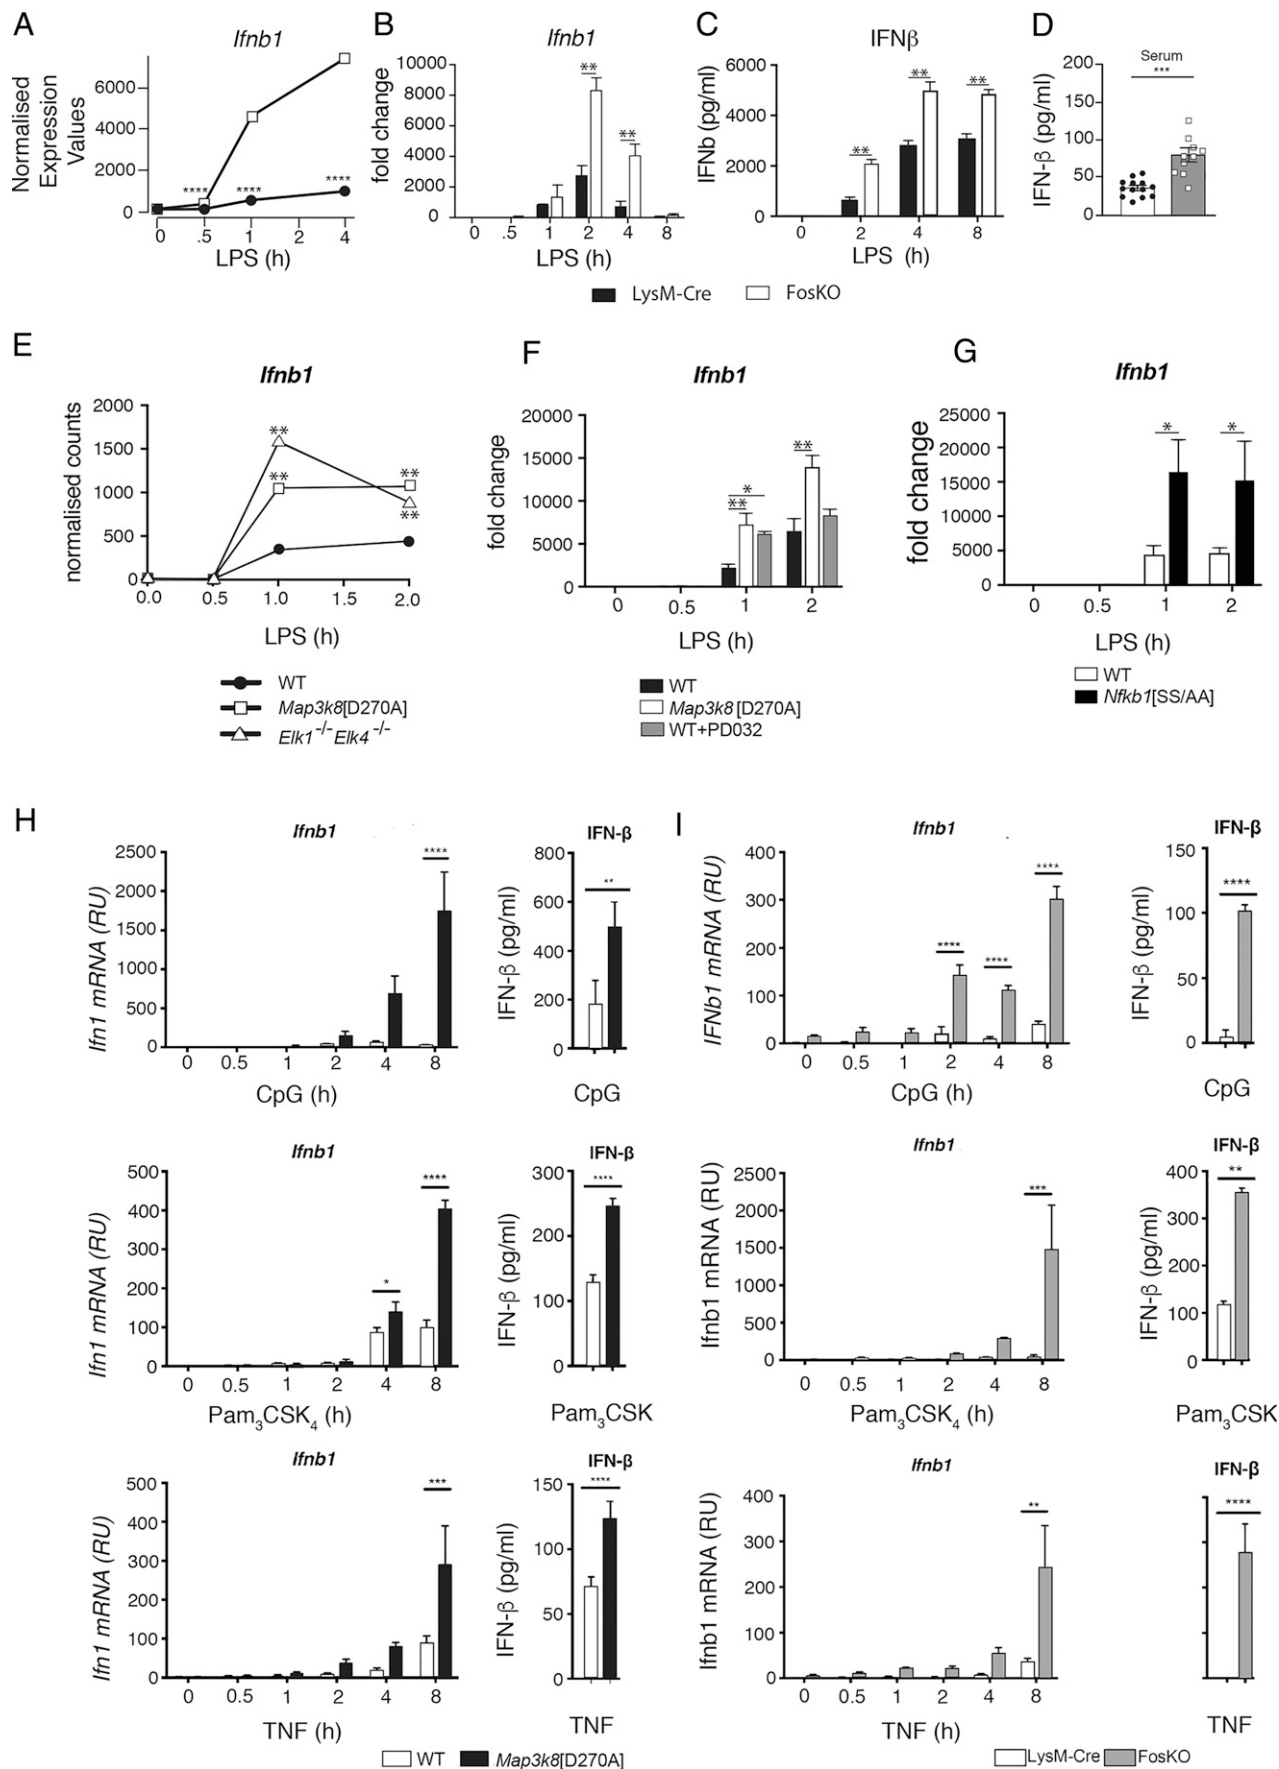 A
Ifnb1
Normalised
Expression
Values
6000
4000
2000
0
****
****
****
0 .5 1 2 4
LPS (h)
B
Ifnb1
fold change
10000
8000
6000
4000
2000
0
**
**
0 .5 1 2 4 8
LPS (h)
C
IFNβ
IFNb (pg/ml)
6000
4000
2000
0
**
**
**
0 2 4 8
LPS (h)
D
Serum
***
IFN-β (pg/ml)
200
150
100
50
0
LysM-Cre FosKO
E
Ifnb1
normalised counts
2000
1500
1000
500
0
**
**
**
**
0.0 0.5 1.0 1.5 2.0
LPS (h)
WT
Map3k8[D270A]
Elk1-/-Elk4-/-
F
Ifnb1
fold change
20000
15000
10000
5000
0
*
**
**
0 0.5 1 2
LPS (h)
WT
Map3k8 [D270A]
WT+PD032
G
Ifnb1
fold change
25000
20000
15000
10000
5000
0
*
*
0 0.5 1 2
LPS (h)
WT
Nfkb1[SS/AA]
H
Ifnb1
Ifn1 mRNA (RU)
2500
2000
1500
1000
500
0
****
0 0.5 1 2 4 8
CpG (h)
IFN-β
IFN-β (pg/ml)
800
600
400
200
0
**
CpG
I
Ifnb1
IFNb1 mRNA (RU)
400
300
200
100
0
****
****
****
0 0.5 1 2 4 8
CpG (h)
IFN-β
IFN-β (pg/ml)
150
100
50
0
****
CpG
Ifnb1
Ifn1 mRNA (RU)
500
400
300
200
100
0
*
****
0 0.5 1 2 4 8
Pam3CSK4 (h)
IFN-β
IFN-β (pg/ml)
300
200
100
0
****
Pam3CSK
Ifnb1
Ifnb1 mRNA (RU)
2500
2000
1500
1000
500
0
***
0 0.5 1 2 4 8
Pam3CSK4 (h)
IFN-β
IFN-β (pg/ml)
400
300
200
100
0
**
Pam3CSK
Ifnb1
Ifn1 mRNA (RU)
500
400
300
200
100
0
***
0 0.5 1 2 4 8
TNF (h)
IFN-β
IFN-β (pg/ml)
150
100
50
0
****
TNF
WT Map3k8[D270A]
Ifnb1
Ifnb1 mRNA (RU)
400
300
200
100
0
**
0 0.5 1 2 4 8
TNF (h)
IFN-β
****
TNF
LysM-Cre FosKO